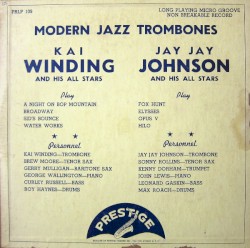 PRLP 109
LONG PLAYING MICRO GROOVE
NON BREAKABLE RECORD
MODERN JAZZ TROMBONES
KAI
WINDING
AND HIS ALL STARS
Play
A NIGHT ON BOP MOUNTAIN
BROADWAY
SID'S BOUNCE
WATER WORKS
Personnel
KAI WINDING—TROMBONE
BREW MOORE—TENOR SAX
GERRY MULLIGAN—BARITONE SAX
GEORGE WALLINGTON—PIANO
CURLEY RUSSELL—BASS
ROY HAYNES—DRUMS
JAY JAY
JOHNSON
AND HIS ALL STARS
Play
FOX HUNT
ELYSSES
OPUS V
HILO
Personnel
JAY JAY JOHNSON—TROMBONE
SONNY ROLLINS—TENOR SAX
KENNY DORHAM—TRUMPET
JOHN LEWIS—PIANO
LEONARD GASKIN—BASS
MAX ROACH—DRUMS
PRESTIGE